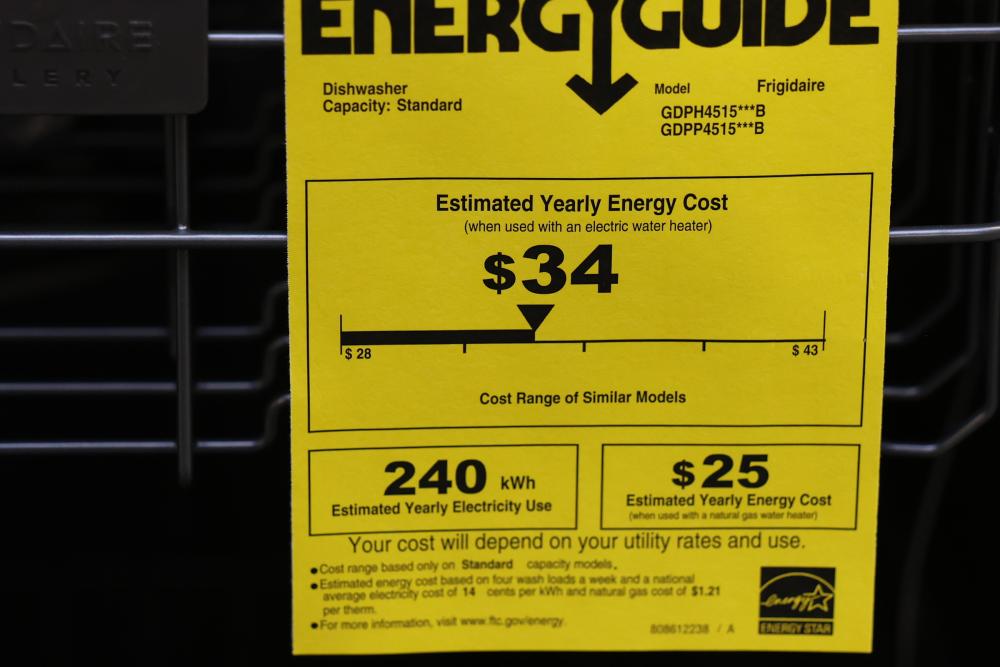 IDAIRE
LERY
ENERGYGUIDE
Dishwasher
Capacity: Standard
Model Frigidaire
GDPH4515***B
GDPP4515***B
Estimated Yearly Energy Cost
(when used with an electric water heater)
$34
$ 28
$ 43
Cost Range of Similar Models
240 kWh
Estimated Yearly Electricity Use
$25
Estimated Yearly Energy Cost
(when used with a natural gas water heater)
Your cost will depend on your utility rates and use.
• Cost range based only on Standard capacity models.
• Estimated energy cost based on four wash loads a week and a national
average electricity cost of 14 cents per kWh and natural gas cost of $1.21
per therm.
• For more information, visit www.ftc.gov/energy.
808612238 / A
energy
ENERGY STAR